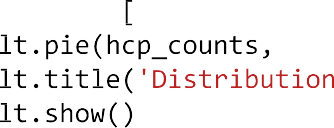 [
lt.pie(hcp_counts,
lt.title('Distribution
lt.show()